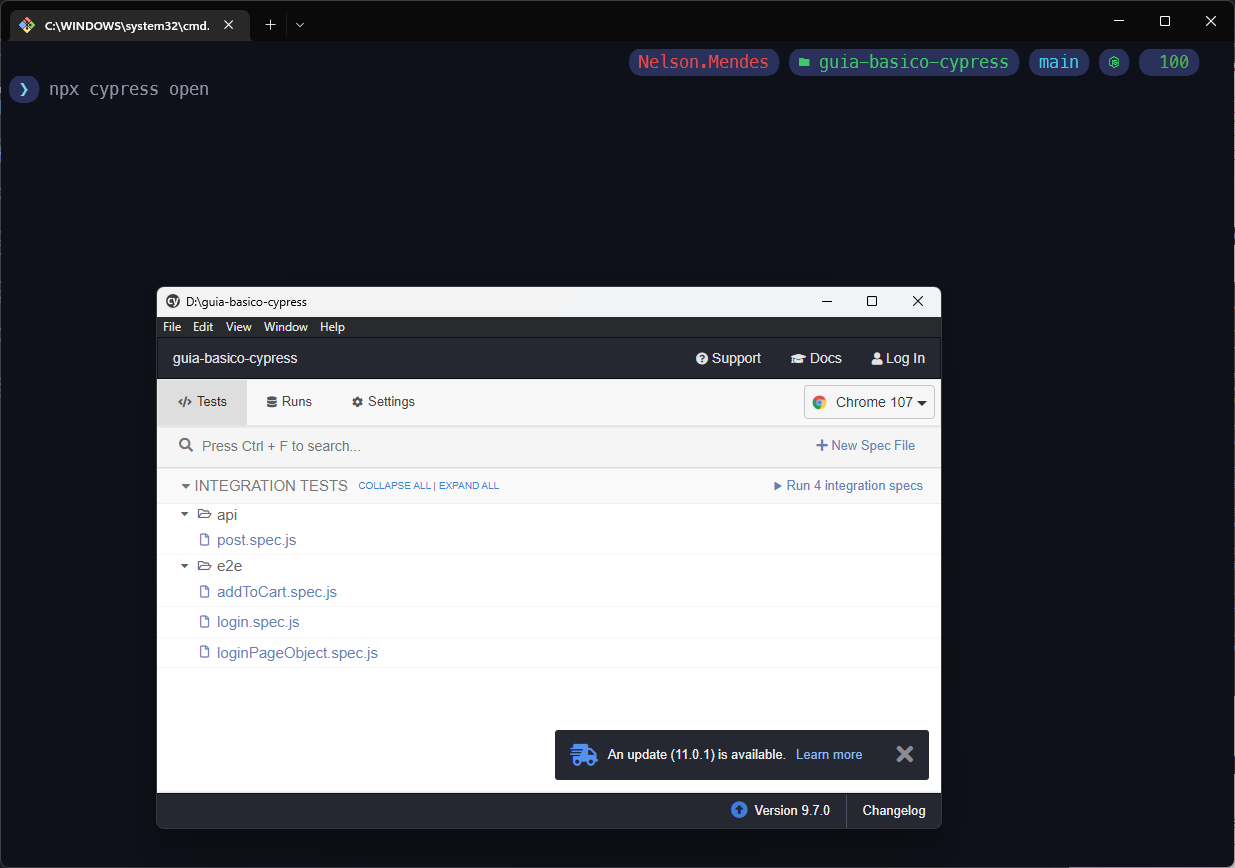 C:\WINDOWS\system32\cmd.
Nelson.Mendes guia-basico-cypress main 100
❯ npx cypress open
cy D:\guia-basico-cypress
File Edit View Window Help
guia-basico-cypress Support Docs Log In
</> Tests Runs Settings Chrome 107
Press Ctrl + F to search... New Spec File
INTEGRATION TESTS COLLAPSE ALL | EXPAND ALL Run 4 integration specs
api
post.spec.js
e2e
addToCart.spec.js
login.spec.js
loginPageObject.spec.js
An update (11.0.1) is available. Learn more
Version 9.7.0 Changelog